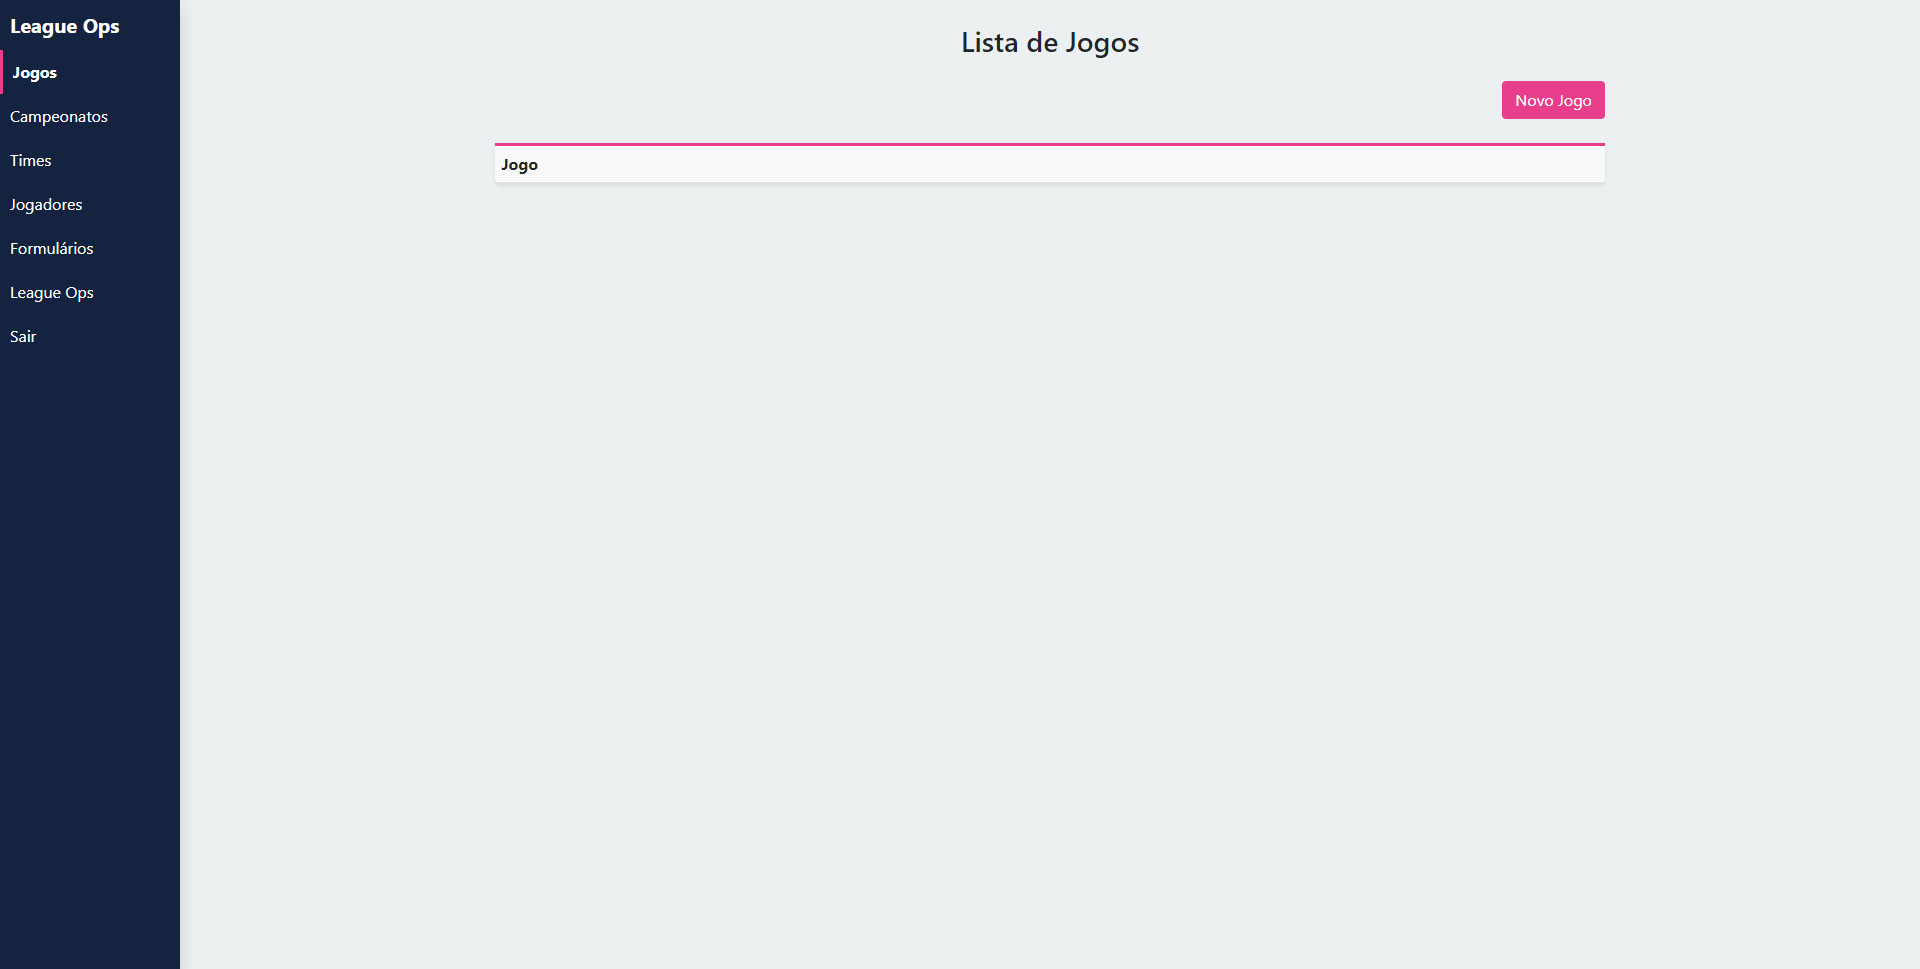 League Ops
Jogos
Campeonatos
Times
Jogadores
Formulários
League Ops
Sair
Lista de Jogos
Novo Jogo
Jogo